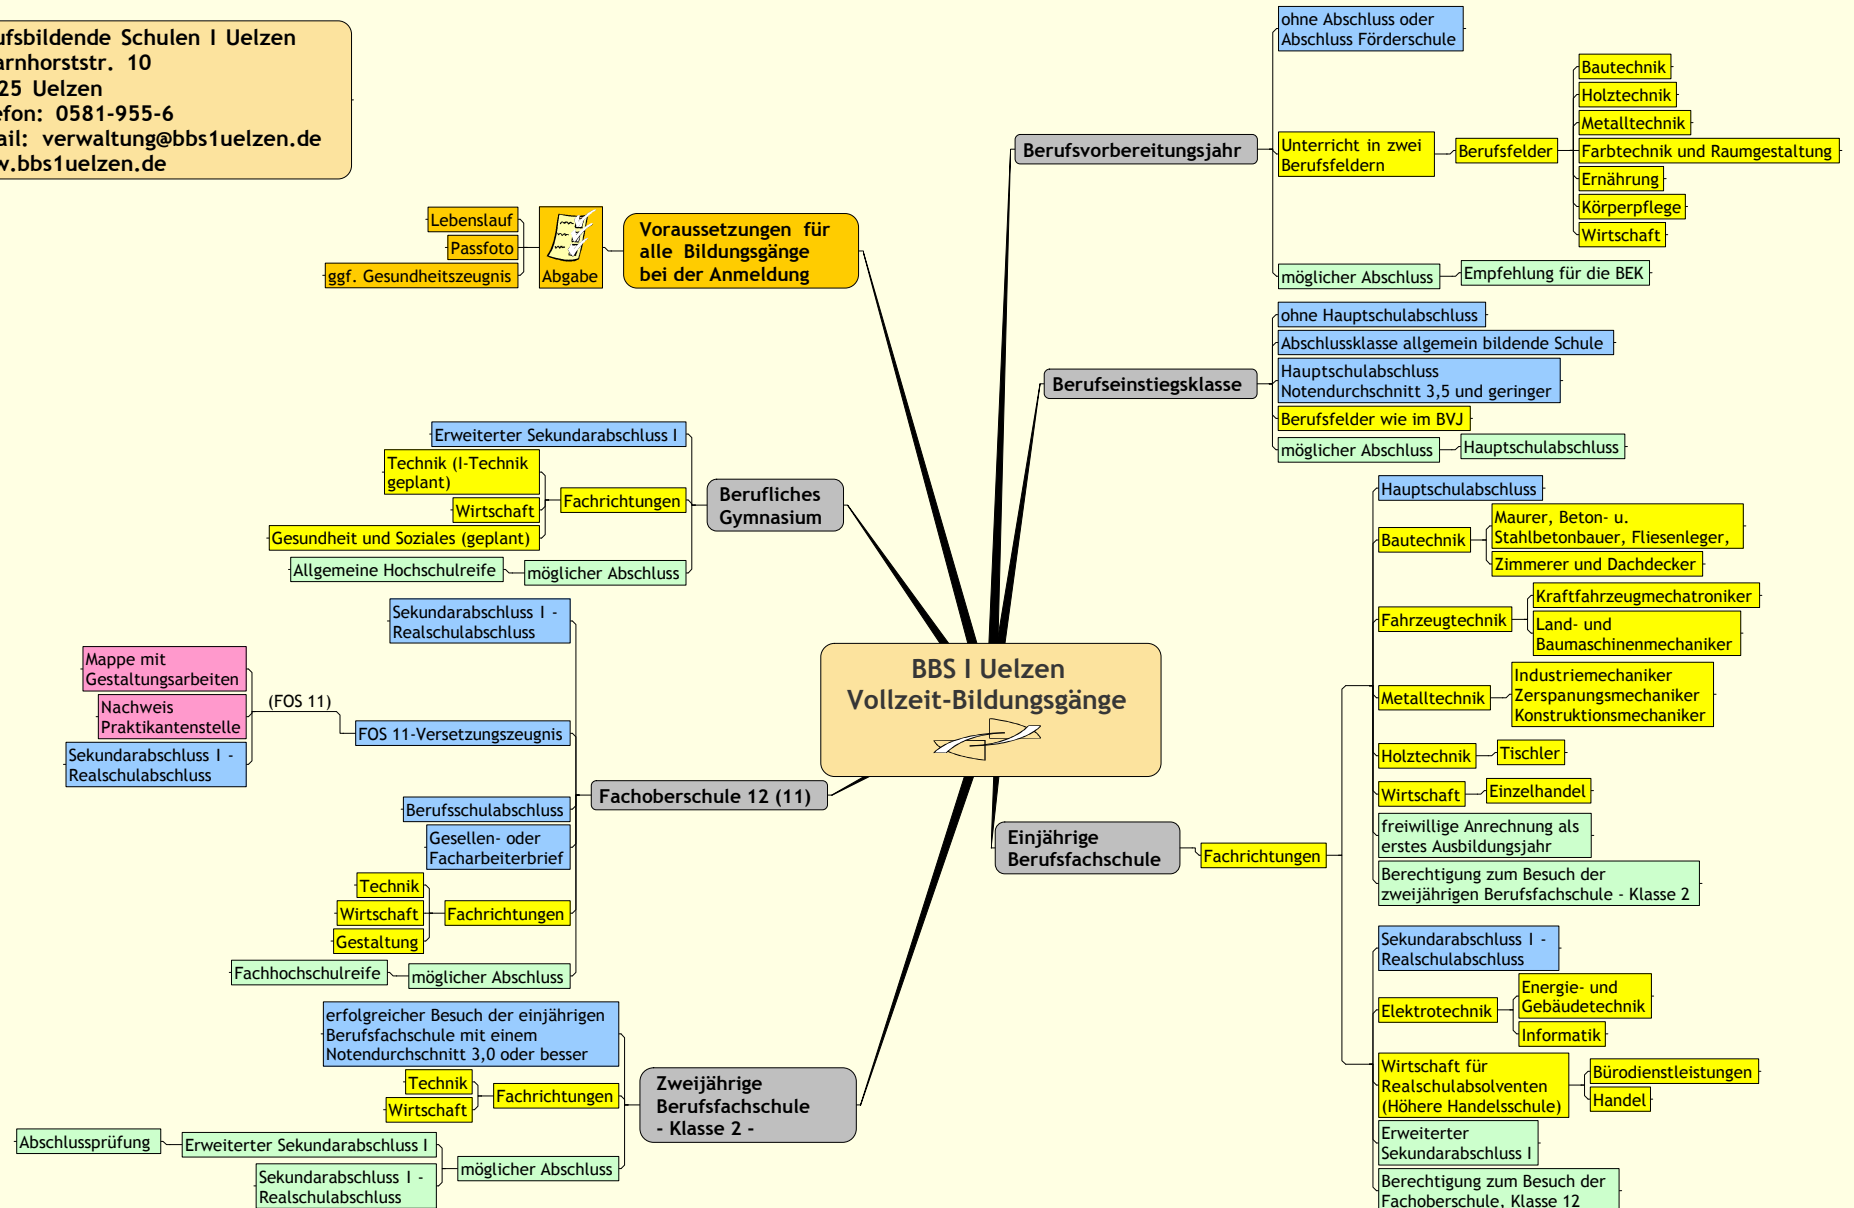 ufsbildende Schulen I Uelzen
arnhorststr. 10
25 Uelzen
efon: 0581-955-6
ail: verwaltung@bbs1uelzen.de
w.bbs1uelzen.de
Lebenslauf
Passfoto
ggf. Gesundheitszeugnis
Abgabe
Voraussetzungen für
alle Bildungsgänge
bei der Anmeldung
Erweiterter Sekundarabschluss I
Technik (I-Technik
geplant)
Wirtschaft
Gesundheit und Soziales (geplant)
Fachrichtungen
Allgemeine Hochschulreife
möglicher Abschluss
Berufliches
Gymnasium
Sekundarabschluss I -
Realschulabschluss
Mappe mit
Gestaltungsarbeiten
Nachweis
Praktikantenstelle
Sekundarabschluss I -
Realschulabschluss
(FOS 11)
FOS 11-Versetzungszeugnis
Berufsschulabschluss
Gesellen- oder
Facharbeiterbrief
Technik
Wirtschaft
Gestaltung
Fachrichtungen
Fachhochschulreife
möglicher Abschluss
Fachoberschule 12 (11)
erfolgreicher Besuch der einjährigen
Berufsfachschule mit einem
Notendurchschnitt 3,0 oder besser
Technik
Wirtschaft
Fachrichtungen
Abschlussprüfung
Erweiterter Sekundarabschluss I
Sekundarabschluss I -
Realschulabschluss
möglicher Abschluss
Zweijährige
Berufsfachschule
- Klasse 2 -
BBS I Uelzen
Vollzeit-Bildungsgänge
Berufsvorbereitungsjahr
ohne Abschluss oder
Abschluss Förderschule
Unterricht in zwei
Berufsfeldern
Berufsfelder
Bautechnik
Holztechnik
Metalltechnik
Farbtechnik und Raumgestaltung
Ernährung
Körperpflege
Wirtschaft
möglicher Abschluss
Empfehlung für die BEK
Berufseinstiegsklasse
ohne Hauptschulabschluss
Abschlussklasse allgemein bildende Schule
Hauptschulabschluss
Notendurchschnitt 3,5 und geringer
Berufsfelder wie im BVJ
möglicher Abschluss
Hauptschulabschluss
Einjährige
Berufsfachschule
Fachrichtungen
Hauptschulabschluss
Bautechnik
Maurer, Beton- u.
Stahlbetonbauer, Fliesenleger,
Zimmerer und Dachdecker
Fahrzeugtechnik
Kraftfahrzeugmechatroniker
Land- und
Baumaschinenmechaniker
Metalltechnik
Industriemechaniker
Zerspanungsmechaniker
Konstruktionsmechaniker
Holztechnik
Tischler
Wirtschaft
Einzelhandel
freiwillige Anrechnung als
erstes Ausbildungsjahr
Berechtigung zum Besuch der
zweijährigen Berufsfachschule - Klasse 2
Sekundarabschluss I -
Realschulabschluss
Elektrotechnik
Energie- und
Gebäudetechnik
Informatik
Wirtschaft für
Realschulabsolventen
(Höhere Handelsschule)
Bürodienstleistungen
Handel
Erweiterter
Sekundarabschluss I
Berechtigung zum Besuch der
Fachoberschule, Klasse 12